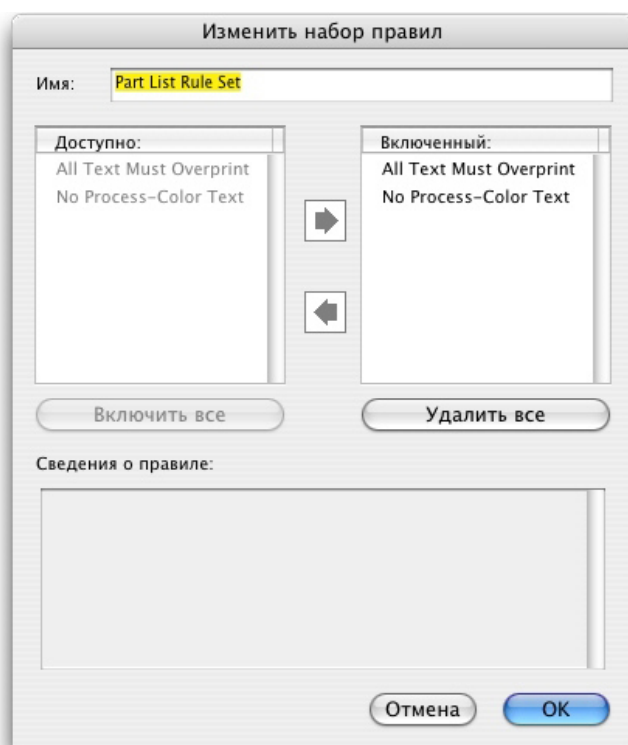 Изменить набор правил
Имя: Part List Rule Set
Доступно:
All Text Must Overprint
No Process-Color Text
Включенный:
All Text Must Overprint
No Process-Color Text
Включить все
Удалить все
Сведения о правиле:
Отмена
OK